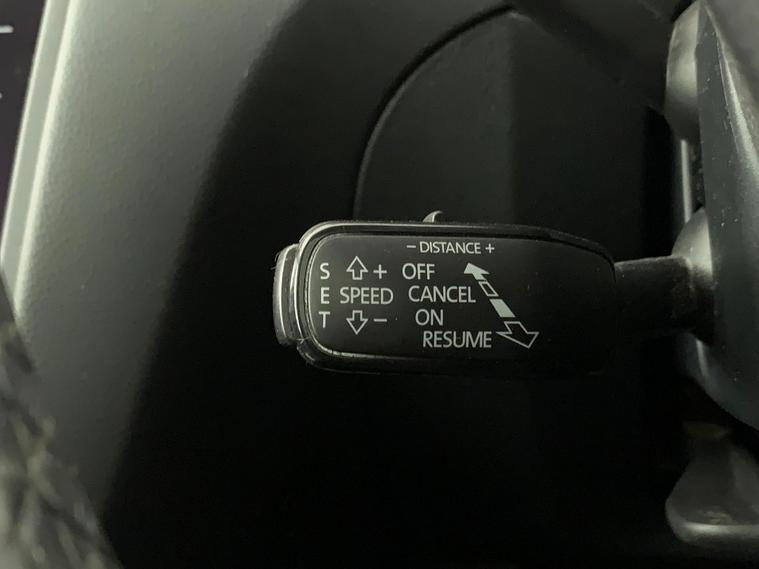 − DISTANCE +
S
E
T
+
SPEED
−
OFF
CANCEL
ON
RESUME